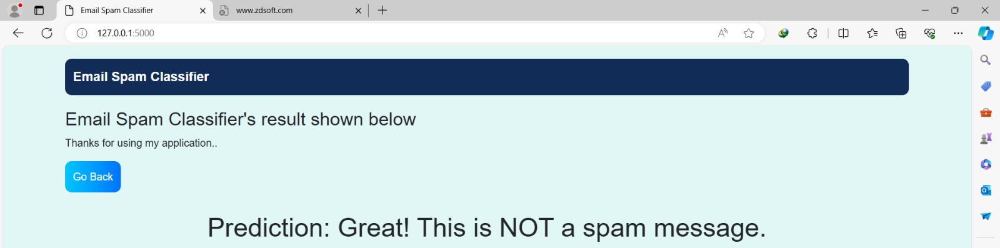 Email Spam Classifier
www.zdsoft.com
127.0.0.1:5000
Email Spam Classifier
Email Spam Classifier's result shown below
Thanks for using my application..
Go Back
Prediction: Great! This is NOT a spam message.